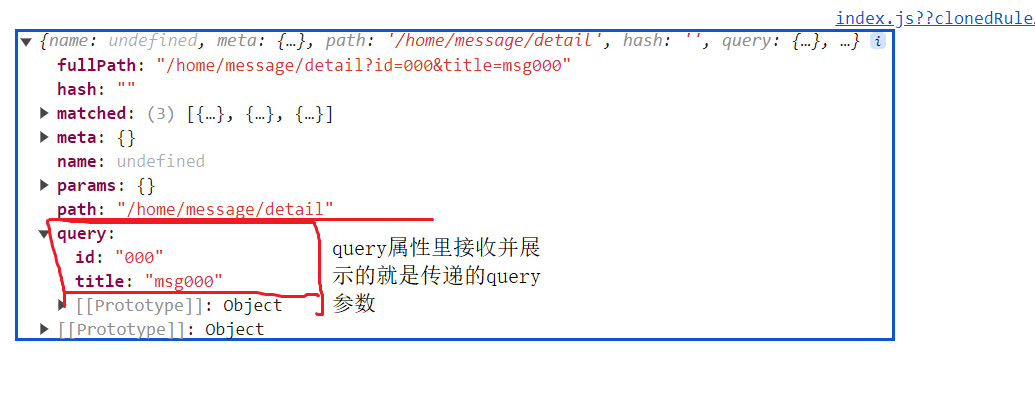 index.js??clonedRule
{name: undefined, meta: {…}, path: '/home/message/detail', hash: '', query: {…}, …} i
fullPath: "/home/message/detail?id=000&title=msg000"
hash: ""
matched: (3) [{…}, {…}, {…}]
meta: {}
name: undefined
params: {}
path: "/home/message/detail"
query:
id: "000"
title: "msg000"
[[Prototype]]: Object
[[Prototype]]: Object
query属性里接收并展
示的就是传递的query
参数